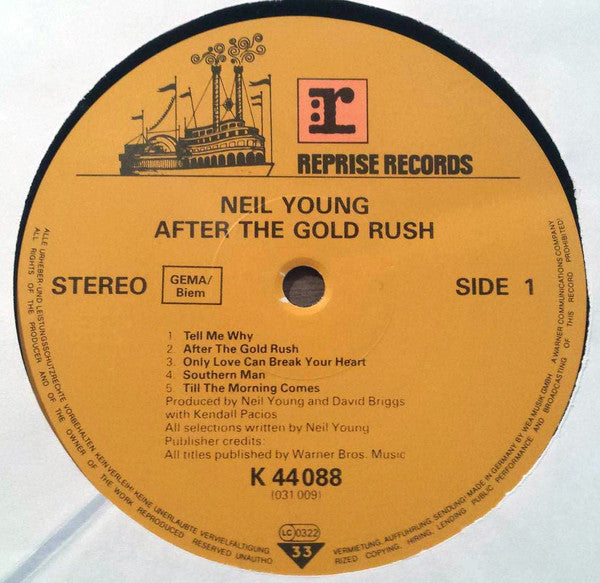 r
REPRISE RECORDS
NEIL YOUNG
AFTER THE GOLD RUSH
STEREO
GEMA/
Biem
SIDE 1
1 Tell Me Why
2. After The Gold Rush
3. Only Love Can Break Your Heart
4. Southern Man
5. Till The Morning Comes
Produced by Neil Young and David Briggs
with Kendall Pacios
All selections written by Neil Young
Publisher credits:
All titles published by Warner Bros. Music
K 44 088
(031 009)
LC 0322
33
ALLE URHEBER- UND LEISTUNGSSCHUTZRECHTE VORBEHALTEN KEIN VERLEIH! KEINE UNERLAUBTE VERVIELFÄLTIGUNG
VERMIETUNG, AUFFÜHRUNG, SENDUNG! MADE IN GERMANY BY WEA MUSIK GMBH A WARNER COMMUNICATIONS COMPANY
ALL RIGHTS OF THE PRODUCER AND OF THE OWNER OF THE WORK REPRODUCED RESERVED UNAUTHO
RIZED COPYING, HIRING, LENDING PUBLIC PERFORMANCE AND BROADCASTING OF THIS RECORD PROHIBITED!